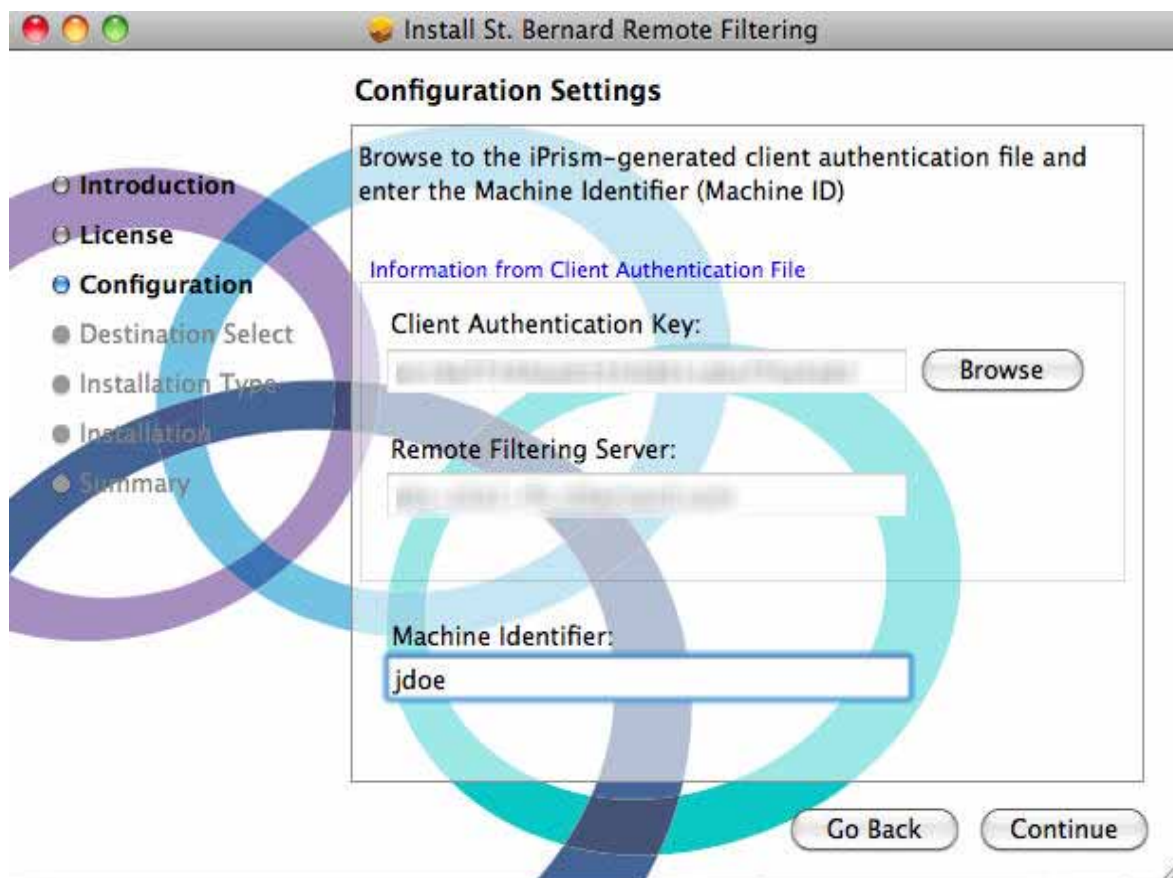 Install St. Bernard Remote Filtering
Configuration Settings
Introduction
License
Configuration
Destination Select
Installation Type
Installation
Summary
Browse to the iPrism-generated client authentication file and
enter the Machine Identifier (Machine ID)
Information from Client Authentication File
Client Authentication Key:
Browse
Remote Filtering Server:
Machine Identifier:
jdoe
Go Back
Continue